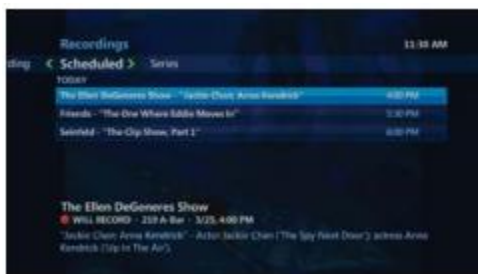 Recordings 11:30 AM
ding < Scheduled > Series
TODAY
The Ellen DeGeneres Show - "Jackie Chan; Anna Kendrick" 4:00 PM
Friends - "The One Where Eddie Moves In" 5:30 PM
Seinfeld - "The Clip Show, Part 1" 6:00 PM
The Ellen DeGeneres Show
WILL RECORD - 259 A-Bar - 3/25, 4:00 PM
"Jackie Chan; Anna Kendrick" - Actor Jackie Chan ("The Spy Next Door"); actress Anna
Kendrick ("Up In The Air").